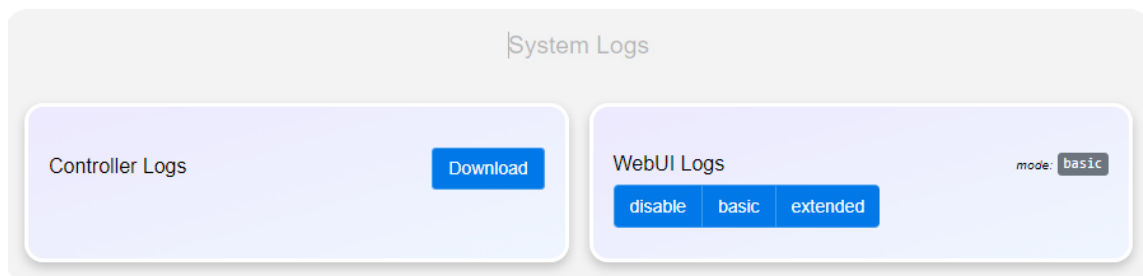 System Logs
Controller Logs
Download
WebUI Logs
mode: basic
disable basic extended